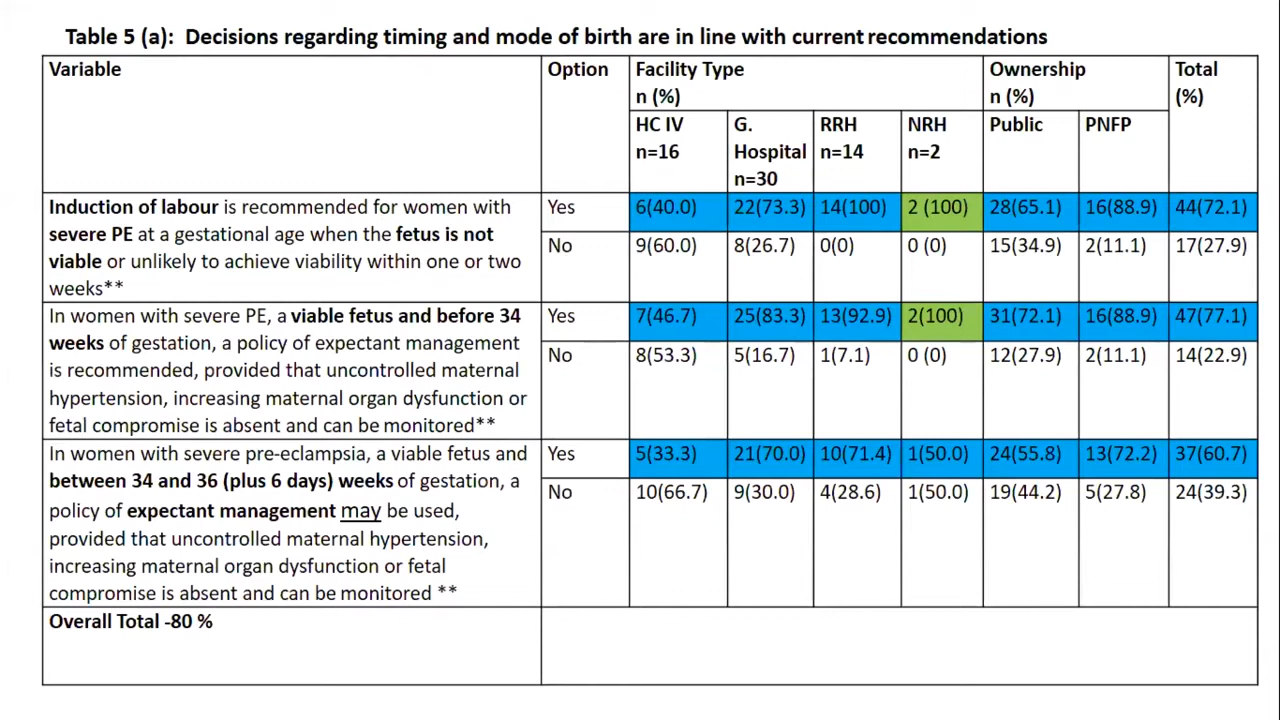 Table 5 (a): Decisions regarding timing and mode of birth are in line with current recommendations
Variable
Option
Facility Type
n (%)
Ownership
n (%)
Total
(%)
HC IV
n=16
G.
Hospital
n=30
RRH
n=14
NRH
n=2
Public
PNFP
Induction of labour is recommended for women with
severe PE at a gestational age when the fetus is not
viable or unlikely to achieve viability within one or two
weeks**
Yes 6(40.0) 22(73.3) 14(100) 2 (100) 28(65.1) 16(88.9) 44(72.1)
No 9(60.0) 8(26.7) 0(0) 0 (0) 15(34.9) 2(11.1) 17(27.9)
In women with severe PE, a viable fetus and before 34
weeks of gestation, a policy of expectant management
is recommended, provided that uncontrolled maternal
hypertension, increasing maternal organ dysfunction or
fetal compromise is absent and can be monitored**
Yes 7(46.7) 25(83.3) 13(92.9) 2(100) 31(72.1) 16(88.9) 47(77.1)
No 8(53.3) 5(16.7) 1(7.1) 0 (0) 12(27.9) 2(11.1) 14(22.9)
In women with severe pre-eclampsia, a viable fetus and
between 34 and 36 (plus 6 days) weeks of gestation, a
policy of expectant management may be used,
provided that uncontrolled maternal hypertension,
increasing maternal organ dysfunction or fetal
compromise is absent and can be monitored **
Yes 5(33.3) 21(70.0) 10(71.4) 1(50.0) 24(55.8) 13(72.2) 37(60.7)
No 10(66.7) 9(30.0) 4(28.6) 1(50.0) 19(44.2) 5(27.8) 24(39.3)
Overall Total -80 %